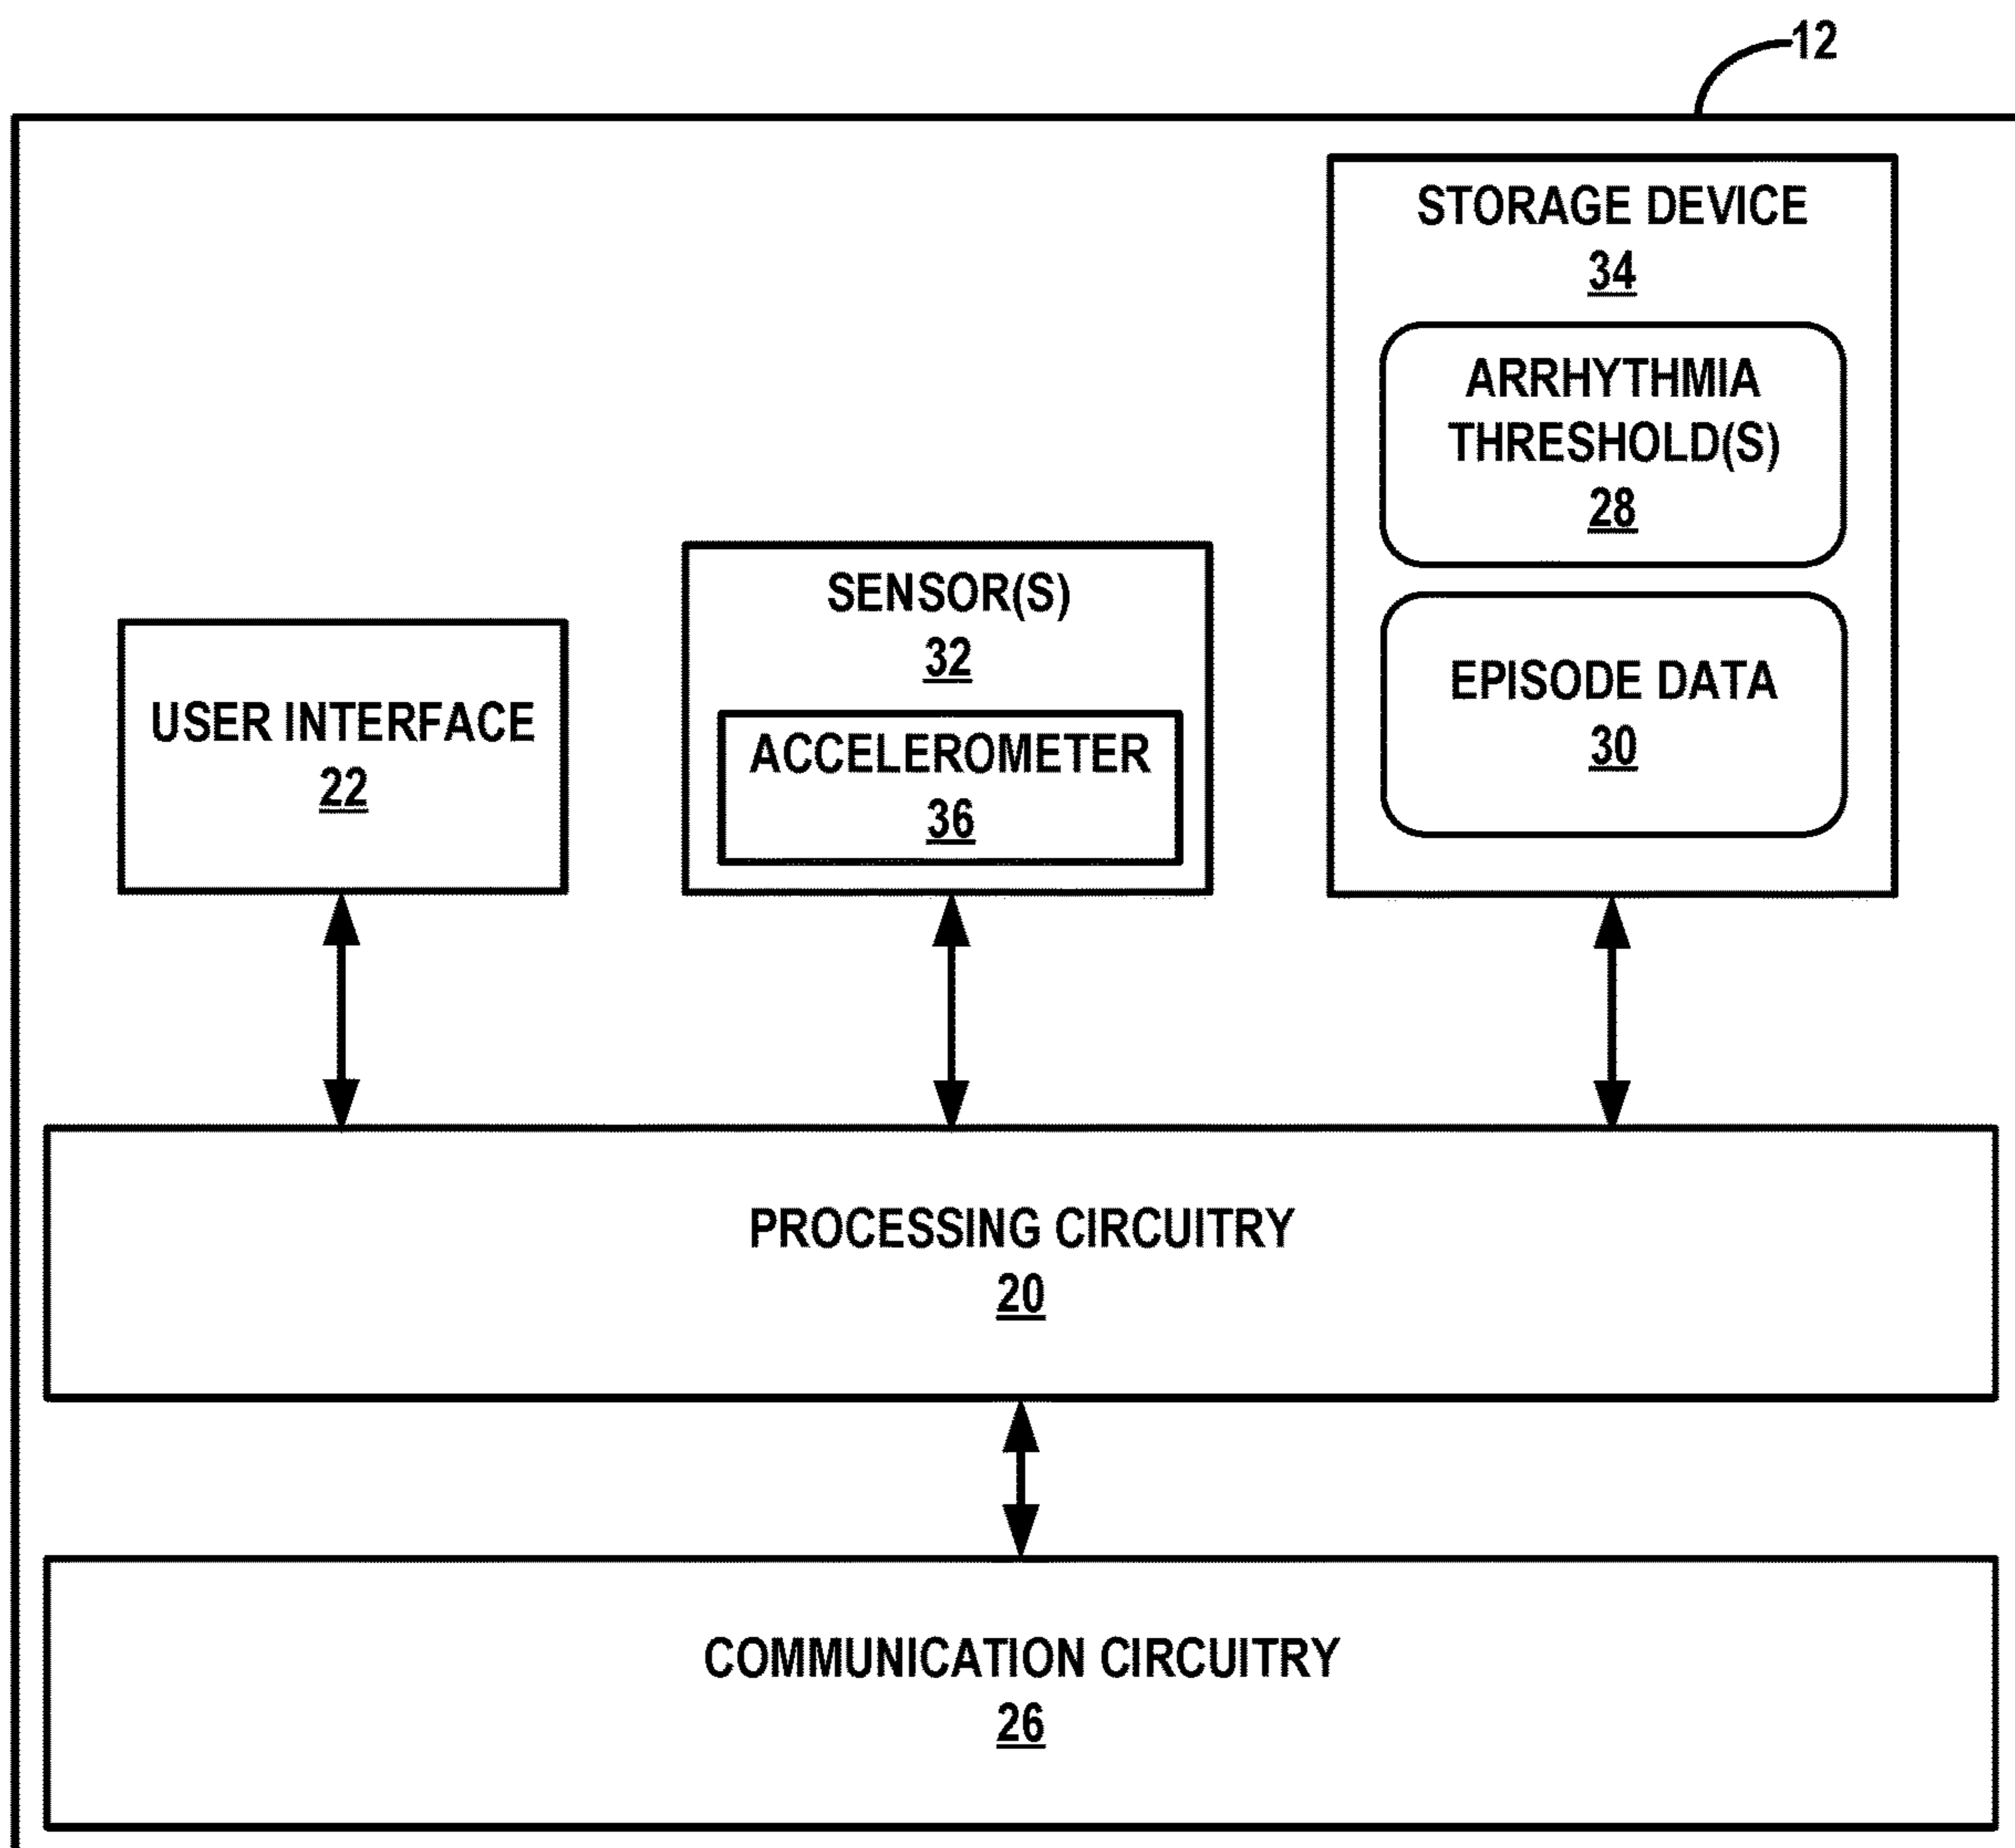 12
STORAGE DEVICE
34
ARRHYTHMIA
THRESHOLD(S)
28
EPISODE DATA
30
SENSOR(S)
32
ACCELEROMETER
36
USER INTERFACE
22
PROCESSING CIRCUITRY
20
COMMUNICATION CIRCUITRY
26